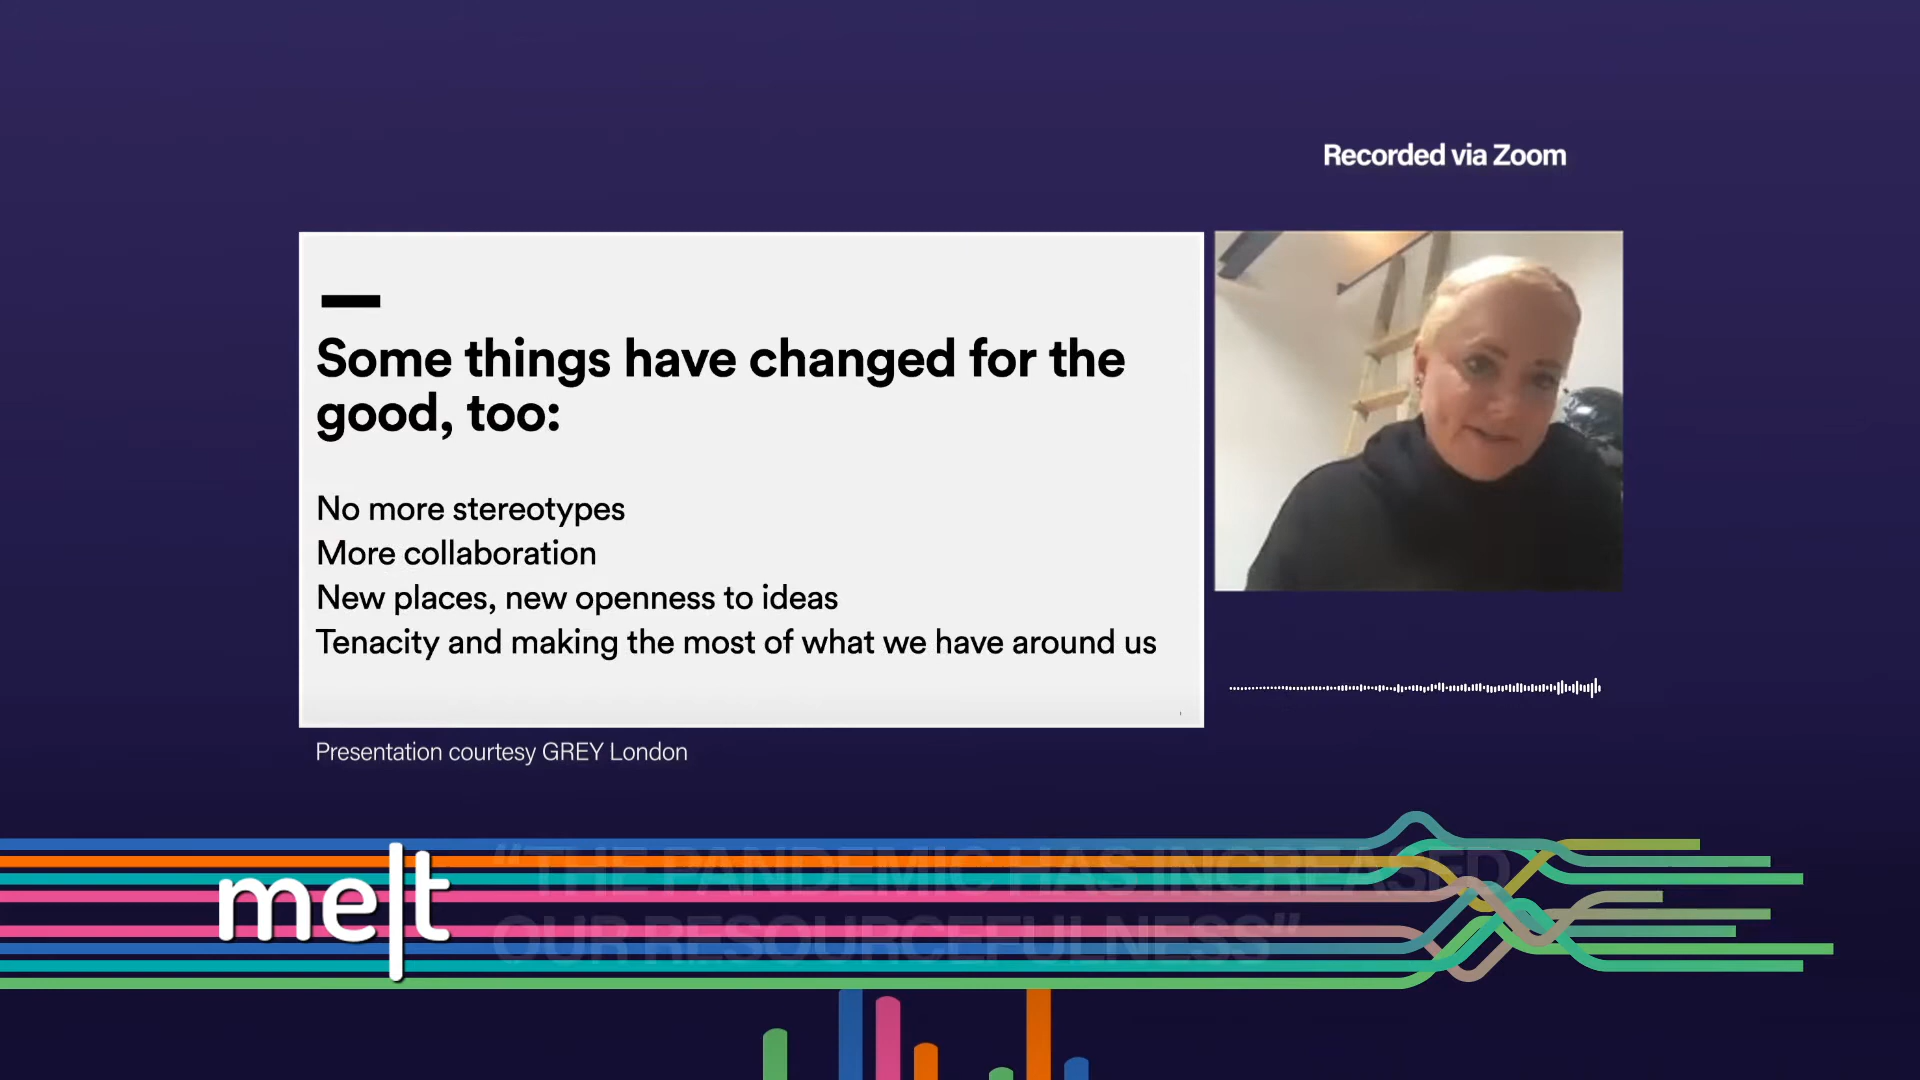 Recorded via Zoom
Some things have changed for the
good, too:
No more stereotypes
More collaboration
New places, new openness to ideas
Tenacity and making the most of what we have around us
Presentation courtesy GREY London
melt
“THE PANDEMIC HAS INCREASED
OUR RESOURCEFULNESS”